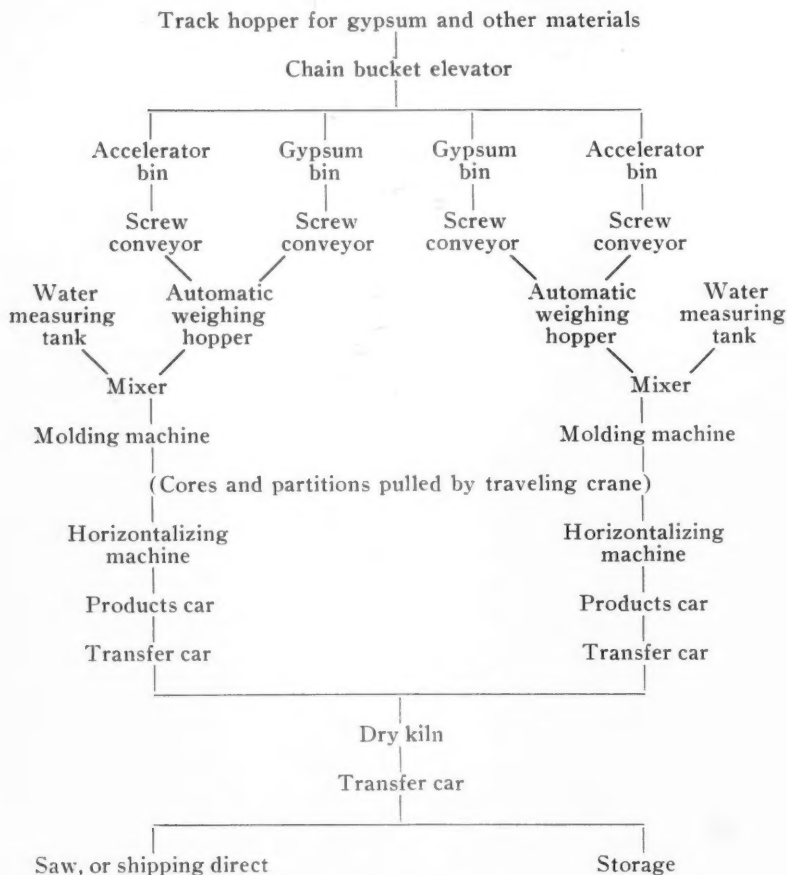 Track hopper for gypsum and other materials
Chain bucket elevator
Accelerator bin
Gypsum bin
Gypsum bin
Accelerator bin
Screw conveyor
Screw conveyor
Screw conveyor
Screw conveyor
Water measuring tank
Automatic weighing hopper
Automatic weighing hopper
Water measuring tank
Mixer
Mixer
Molding machine
Molding machine
(Cores and partitions pulled by traveling crane)
Horizontalizing machine
Horizontalizing machine
Products car
Products car
Transfer car
Transfer car
Dry kiln
Transfer car
Saw, or shipping direct
Storage